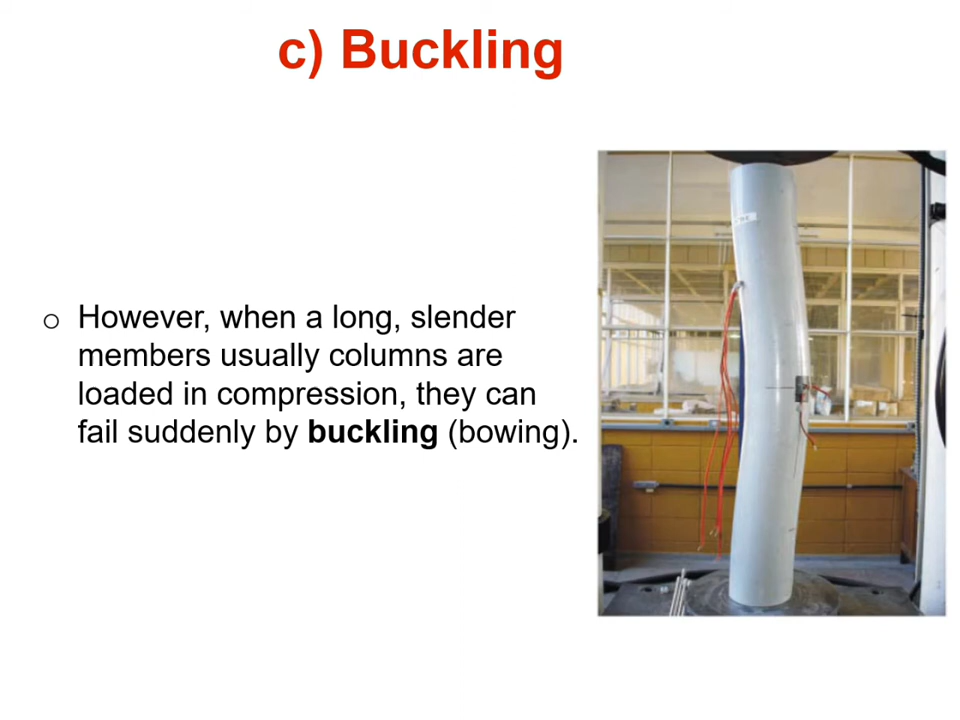 c) Buckling
o However, when a long, slender
members usually columns are
loaded in compression, they can
fail suddenly by buckling (bowing).